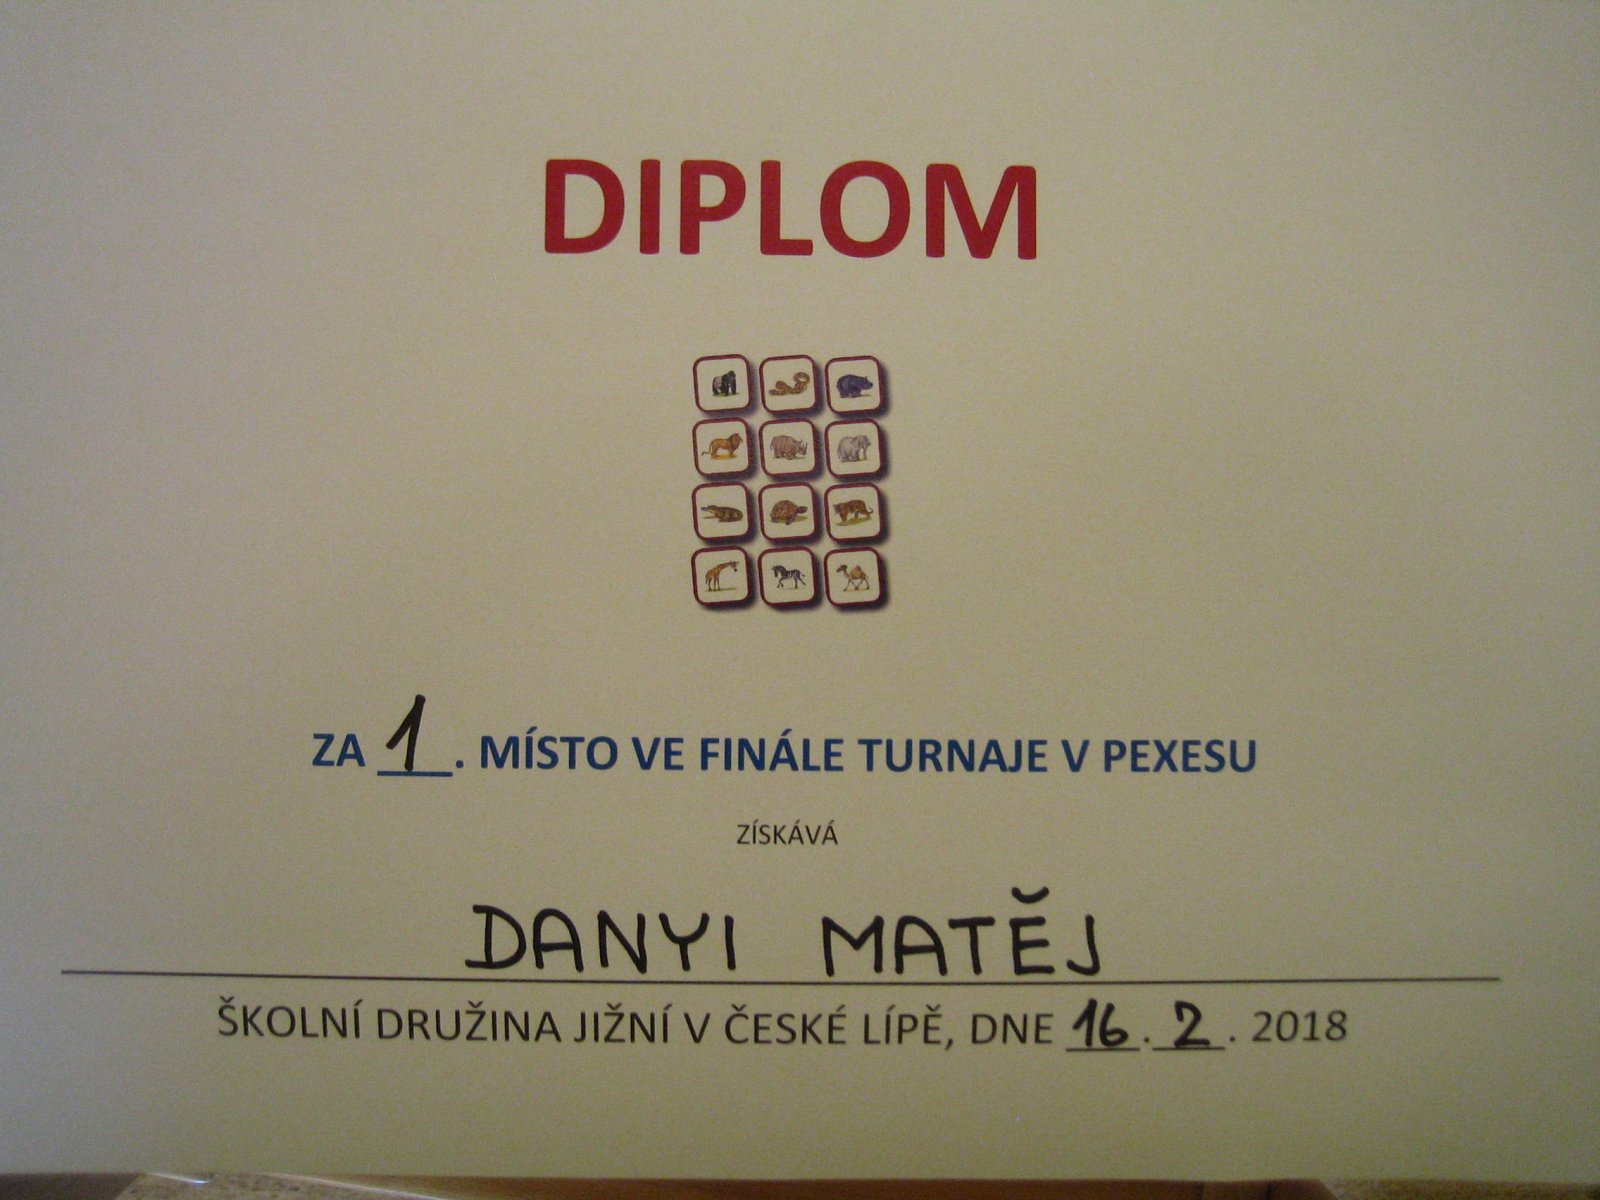 DIPLOM
ZA 1. MÍSTO VE FINÁLE TURNAJE V PEXESU
ZÍSKÁVÁ
DANYI MATĚJ
ŠKOLNÍ DRUŽINA JIŽNÍ V ČESKÉ LÍPĚ, DNE 16.2. 2018